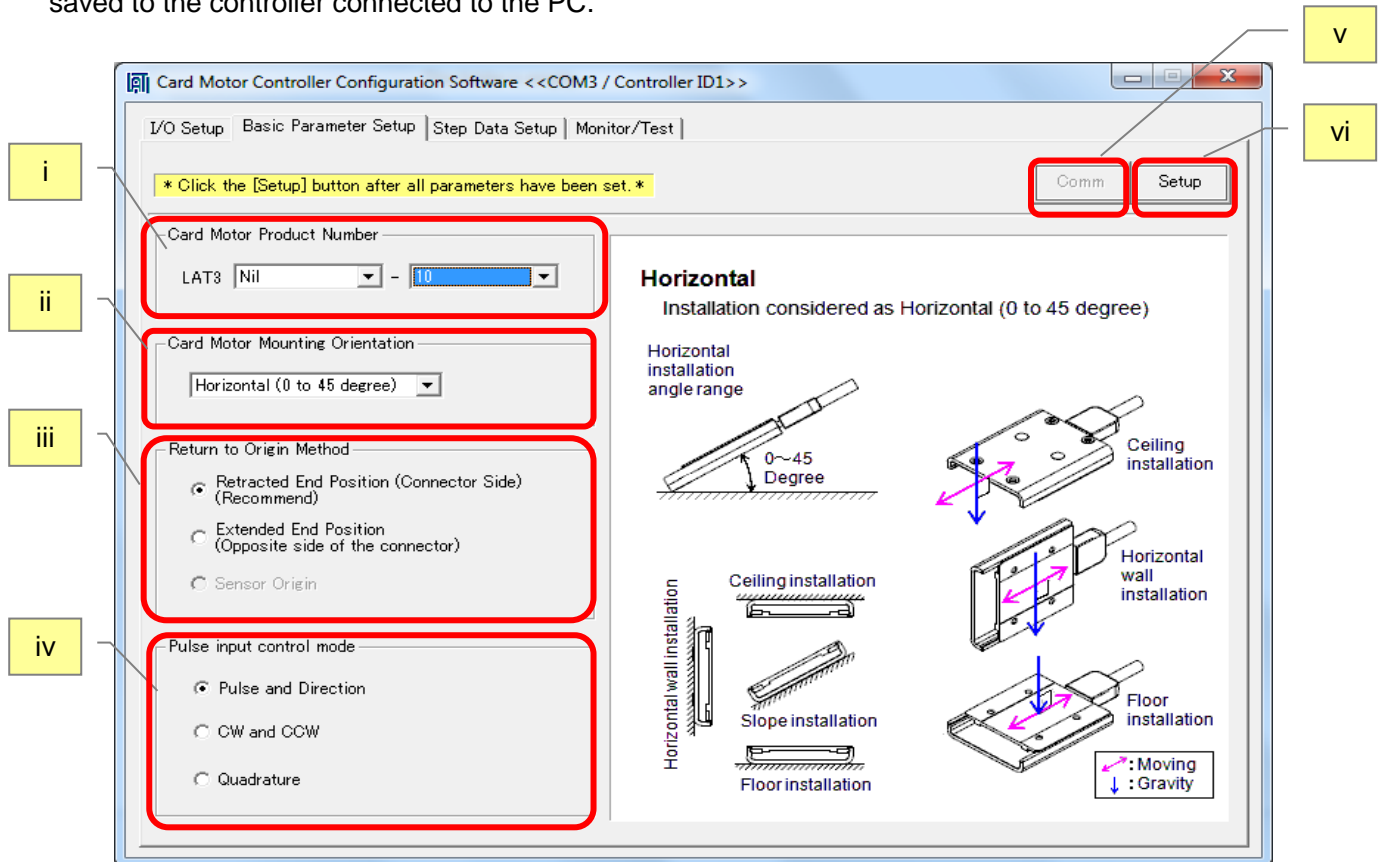 saved to the controller connected to the PC.
v
Card Motor Controller Configuration Software <<COM3 / Controller ID1>>
I/O Setup Basic Parameter Setup Step Data Setup Monitor/Test
vi
i
* Click the [Setup] button after all parameters have been set. *
Comm
Setup
Card Motor Product Number
LAT3 Nil - 10
ii
Card Motor Mounting Orientation
Horizontal (0 to 45 degree)
iii
Return to Origin Method
Retracted End Position (Connector Side)
(Recommend)
Extended End Position
(Opposite side of the connector)
Sensor Origin
iv
Pulse input control mode
Pulse and Direction
CW and CCW
Quadrature
Horizontal
Installation considered as Horizontal (0 to 45 degree)
Horizontal
installation
angle range
0～45
Degree
Ceiling
installation
Horizontal
wall
installation
Floor
installation
Horizontal wall installation
Ceiling installation
Slope installation
Floor installation
: Moving
: Gravity